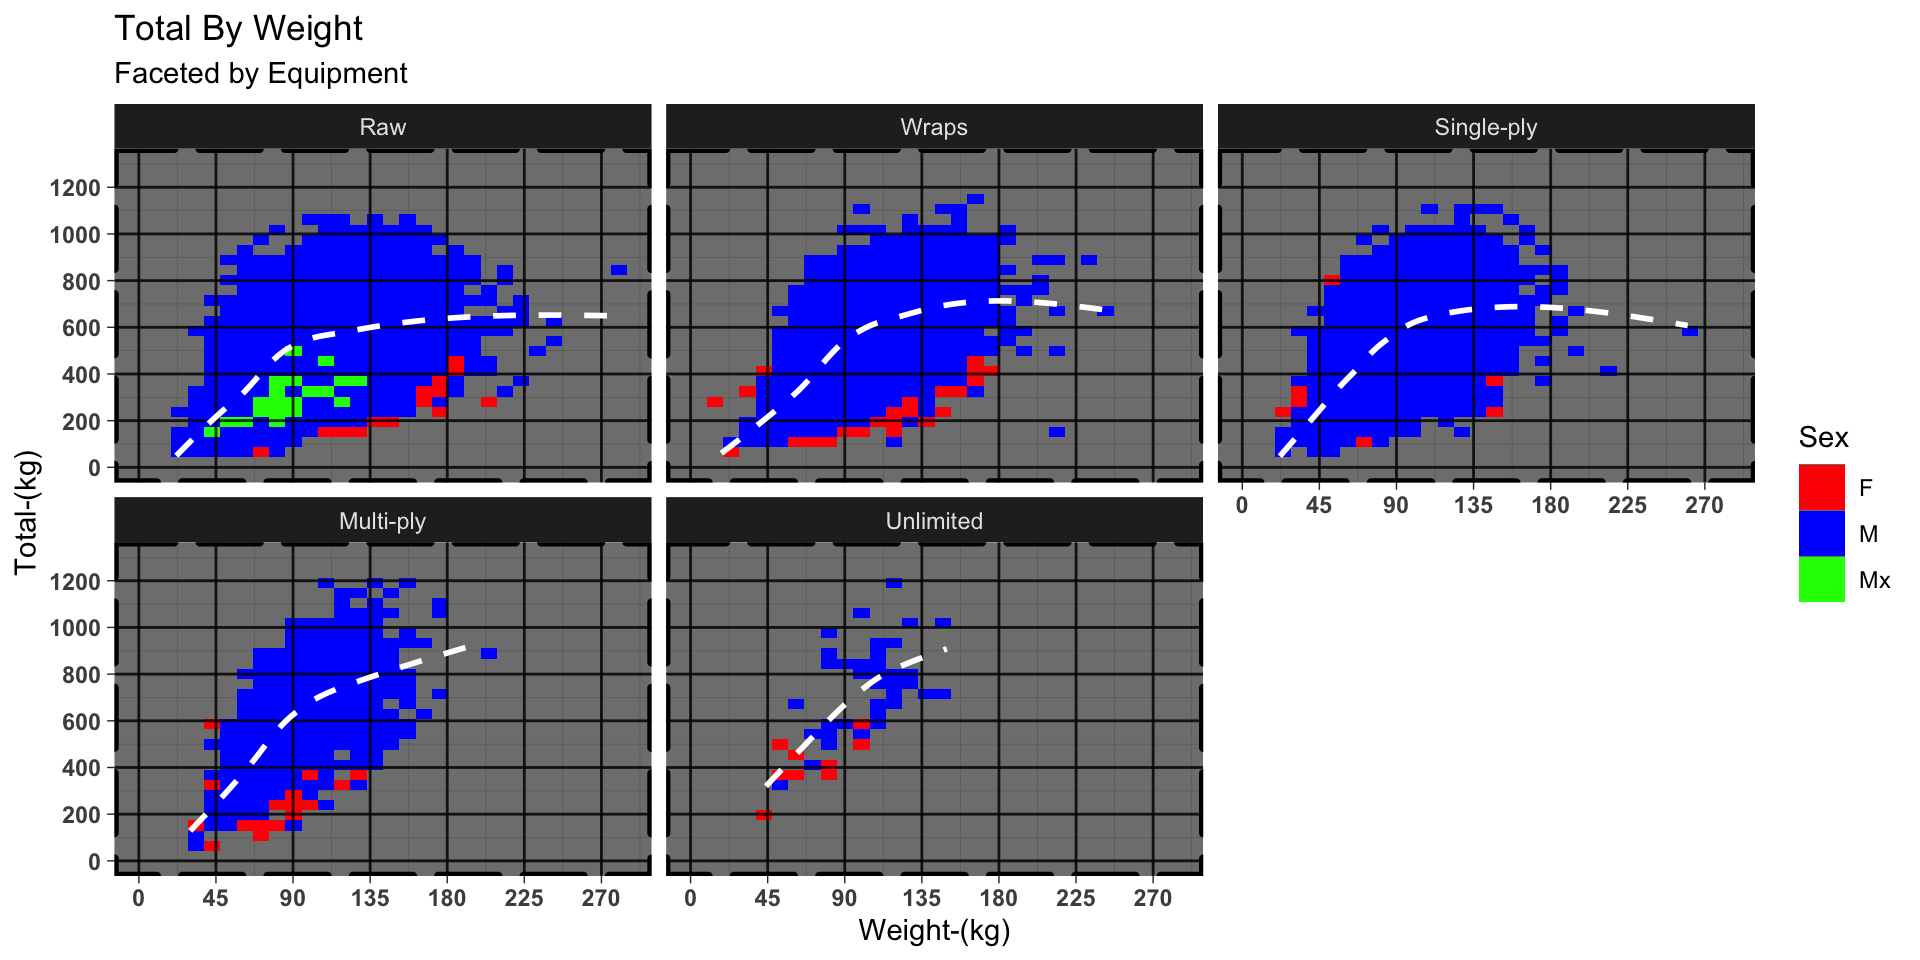 Total By Weight
Faceted by Equipment
Raw
Wraps
Single-ply
1200
1000
800
600
400
200
0
0 45 90 135 180 225 270
Multi-ply
Unlimited
1200
1000
800
600
400
200
0
0 45 90 135 180 225 270
0 45 90 135 180 225 270
Total-(kg)
Weight-(kg)
Sex
F
M
Mx